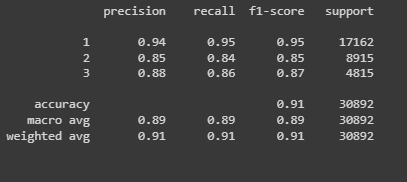 precision recall f1-score support
1 0.94 0.95 0.95 17162
2 0.85 0.84 0.85 8915
3 0.88 0.86 0.87 4815
accuracy 0.91 30892
macro avg 0.89 0.89 0.89 30892
weighted avg 0.91 0.91 0.91 30892